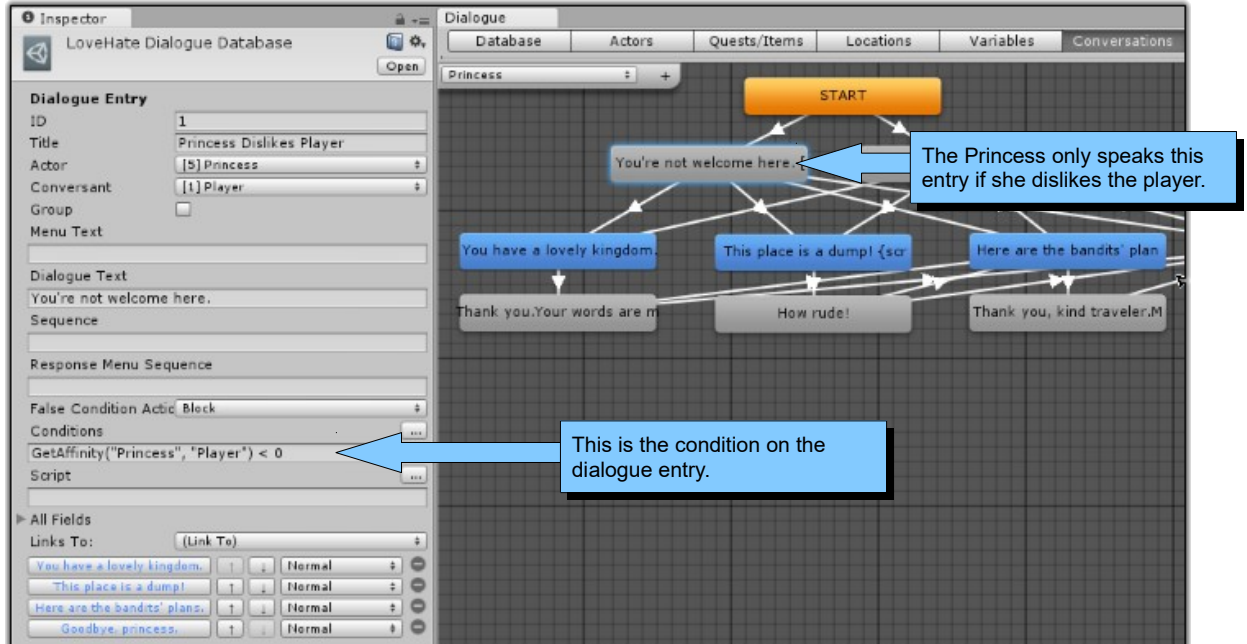 Inspector
LoveHate Dialogue Database
Open
Dialogue Entry
ID 1
Title Princess Dislikes Player
Actor [5] Princess
Conversant [1] Player
Group
Menu Text
Dialogue Text
You're not welcome here.
Sequence
Response Menu Sequence
False Condition Actic Block
Conditions
...
GetAffinity("Princess", "Player") < 0
Script
...
All Fields
Links To: (Link To)
You have a lovely kingdom. ↑ ↓ Normal
This place is a dump! ↑ ↓ Normal
Here are the bandits' plans. ↑ ↓ Normal
Goodbye, princess. ↑ ↓ Normal
Dialogue
Database Actors Quests/Items Locations Variables Conversations
Princess +
START
You're not welcome here. {
The Princess only speaks this
entry if she dislikes the player.
You have a lovely kingdom. This place is a dump! {scr Here are the bandits' plan
Thank you.Your words are m How rude! Thank you, kind traveler.M
This is the condition on the
dialogue entry.